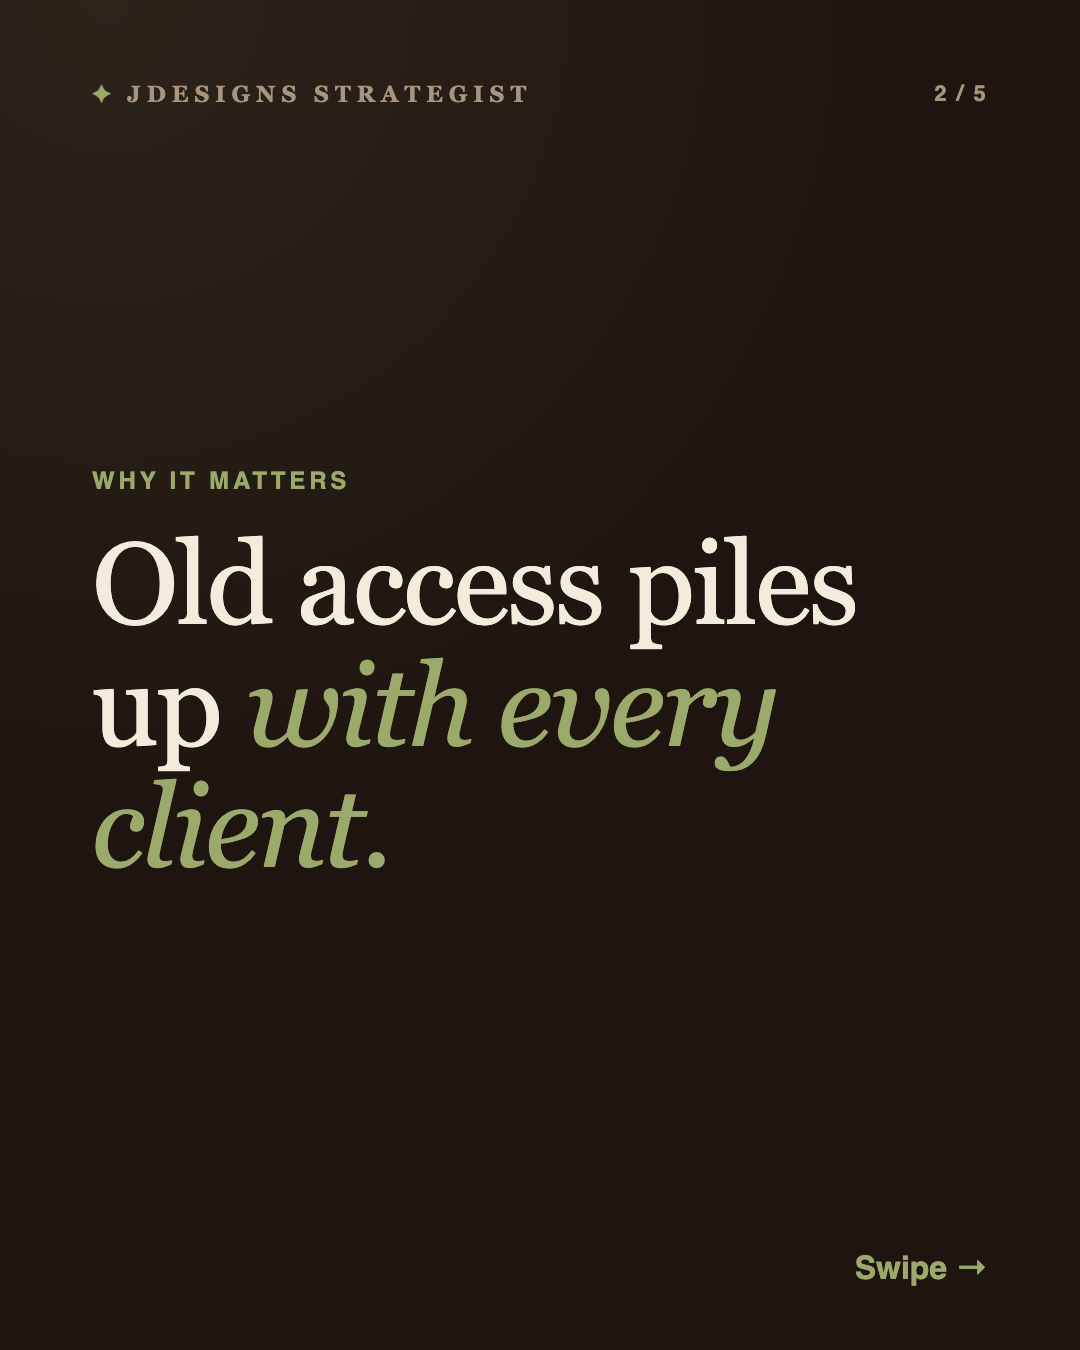 ✦ JDESIGNS STRATEGIST
2 / 5
WHY IT MATTERS
Old access piles
up with every
client.
Swipe →